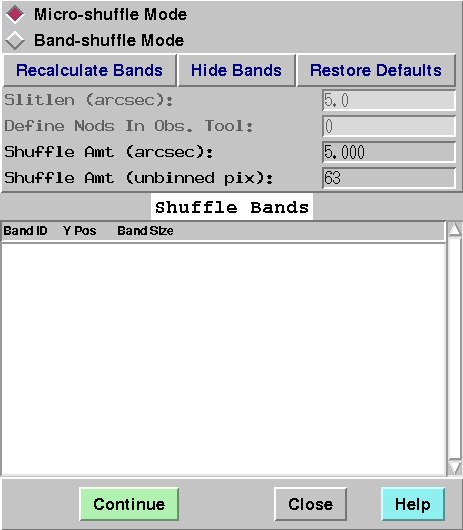 Micro-shuffle Mode
Band-shuffle Mode
Recalculate Bands Hide Bands Restore Defaults
Slitlen (arcsec): 5.0
Define Nods In Obs. Tool: 0
Shuffle Amt (arcsec): 5.000
Shuffle Amt (unbinned pix): 63
Shuffle Bands
Band ID Y Pos Band Size
Continue Close Help